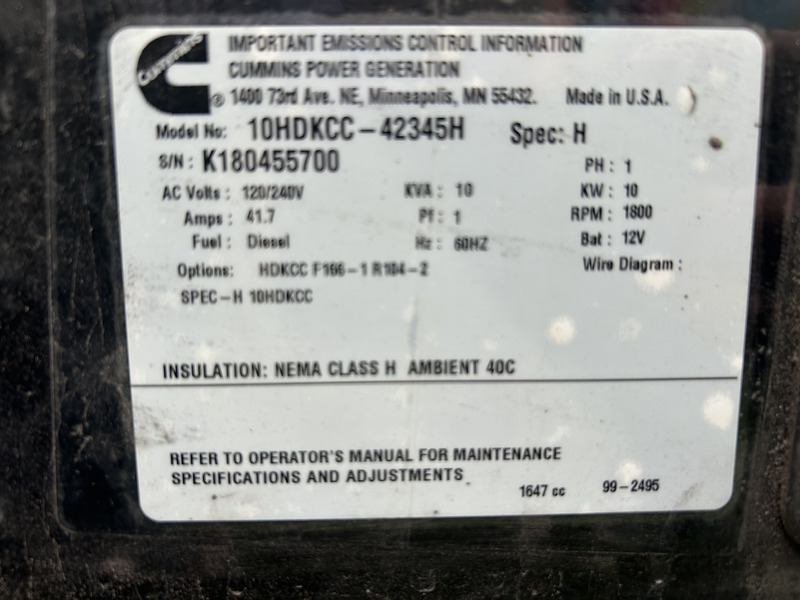 Cummins
IMPORTANT EMISSIONS CONTROL INFORMATION
CUMMINS POWER GENERATION
® 1400 73rd Ave. NE, Minneapolis, MN 55432. Made in U.S.A.
Model No: 10HDKCC-42345H Spec: H
S/N: K180455700 PH: 1
AC Volts: 120/240V KVA: 10 KW: 10
Amps: 41.7 Pf: 1 RPM: 1800
Fuel: Diesel Hz: 60HZ Bat: 12V
Options: HDKCC F166-1 R104-2 Wire Diagram:
SPEC-H 10HDKCC
INSULATION: NEMA CLASS H AMBIENT 40C
REFER TO OPERATOR'S MANUAL FOR MAINTENANCE
SPECIFICATIONS AND ADJUSTMENTS
1647 cc 99-2495